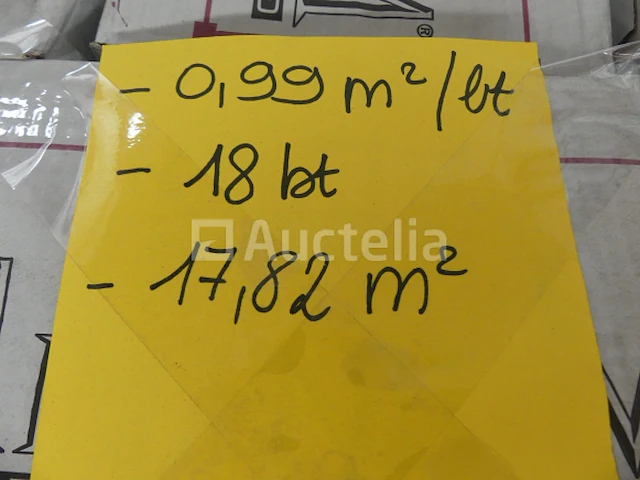 ®
- 0,99 m²/bt
- 18 bt
Auctelia
- 17,82 m²